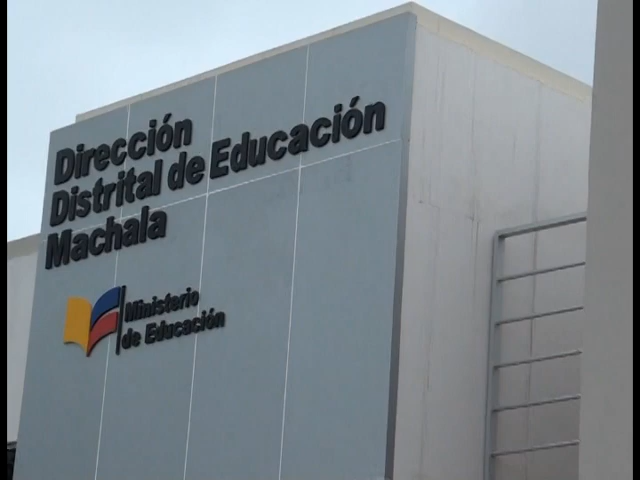 Dirección
Distrital de Educación
Machala
Ministerio
de Educación